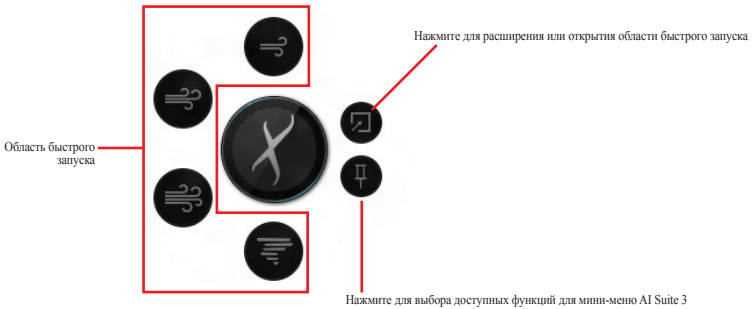 Нажмите для расширения или открытия области быстрого запуска
Область быстрого
запуска
Нажмите для выбора доступных функций для мини-меню AI Suite 3